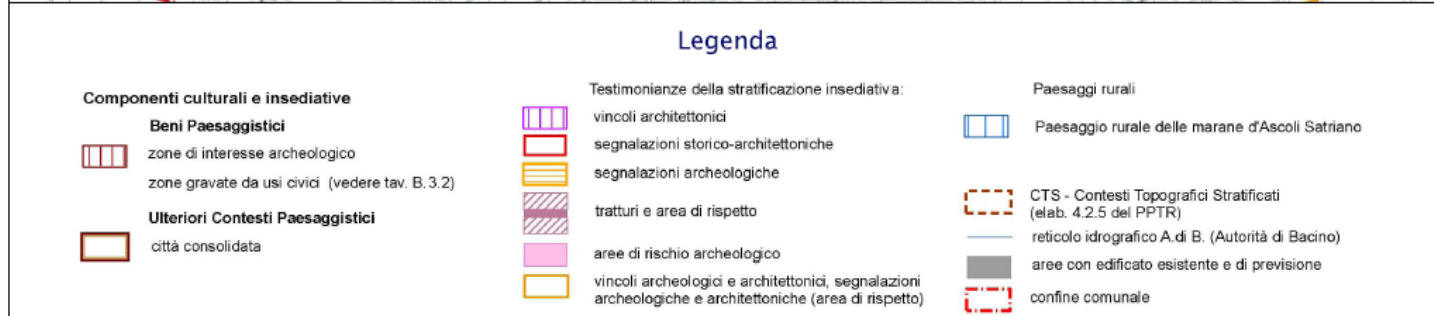 Legenda
Componenti culturali e insediative
Beni Paesaggistici
zone di interesse archeologico
zone gravate da usi civici (vedere tav. B.3.2)
Ulteriori Contesti Paesaggistici
città consolidata
Testimonianze della stratificazione insediativa:
vincoli architettonici
segnalazioni storico-architettoniche
segnalazioni archeologiche
tratturi e area di rispetto
aree di rischio archeologico
vincoli archeologici e architettonici, segnalazioni
archeologiche e architettoniche (area di rispetto)
Paesaggi rurali
Paesaggio rurale delle marane d'Ascoli Satriano
CTS - Contesti Topografici Stratificati
(elab. 4.2.5 del PPTR)
reticolo idrografico A.di B. (Autorità di Bacino)
aree con edificato esistente e di previsione
confine comunale